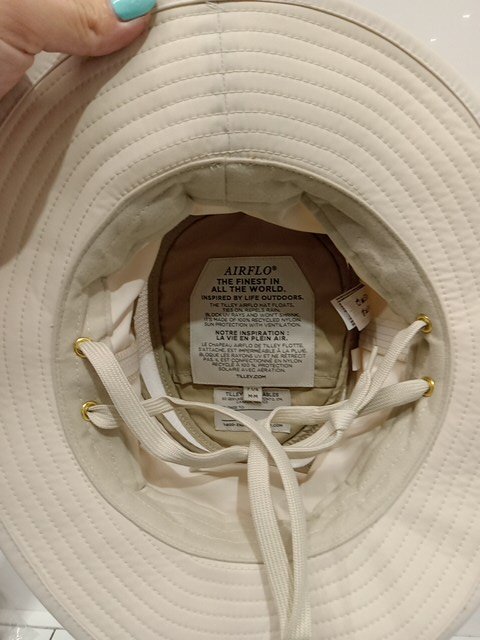 AIRFLO®
THE FINEST IN
ALL THE WORLD.
INSPIRED BY LIFE OUTDOORS.
THE TILLEY AIRFLO HAT FLOATS,
TIES ON, REPELS RAIN,
BLOCK UV RAYS AND WON'T SHRINK.
IT'S MADE OF 100% RECYCLED NYLON
SUN PROTECTION WITH VENTILATION.
NOTRE INSPIRATION :
LA VIE EN PLEIN AIR.
LE CHAPEAU AIRFLO DE TILLEY FLOTTE,
S'ATTACHE, EST IMPERMÉABLE À LA PLUIE,
BLOQUE LES RAYONS UV ET NE RÉTRÉCIT
PAS. IL EST CONFECTIONNÉ EN NYLON
RECYCLÉ À 100 % PROTECTION
SOLAIRE AVEC AÉRATION.
TILLEY.COM
TILLEY